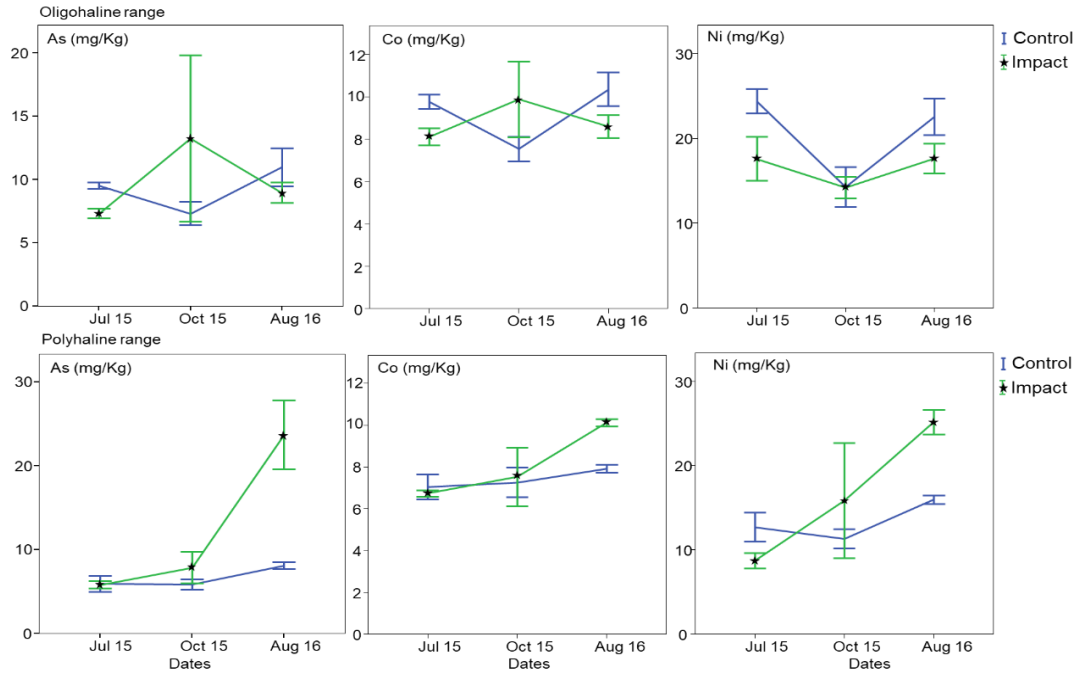 Oligohaline range
As (mg/Kg)
20
15
10
5
0
Jul 15 Oct 15 Aug 16
Co (mg/Kg)
12
10
8
6
4
2
0
Jul 15 Oct 15 Aug 16
Ni (mg/Kg)
30
20
10
0
Jul 15 Oct 15 Aug 16
Control
Impact
Polyhaline range
As (mg/Kg)
30
20
10
0
Jul 15 Oct 15 Aug 16
Dates
Co (mg/Kg)
12
10
8
6
4
2
0
Jul 15 Oct 15 Aug 16
Dates
Ni (mg/Kg)
30
20
10
0
Jul 15 Oct 15 Aug 16
Dates
Control
Impact